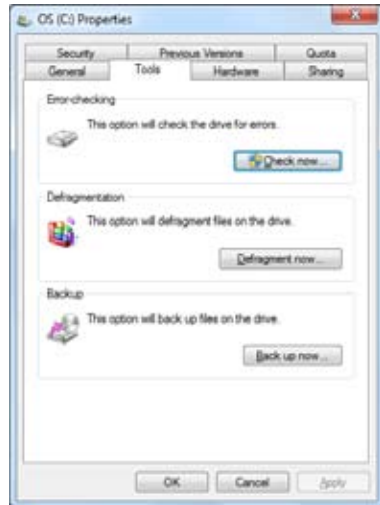 OS (C:) Properties
Security Previous Versions Quota
General Tools Hardware Sharing
Error-checking
This option will check the drive for errors.
Check now...
Defragmentation
This option will defragment files on the drive.
Defragment now...
Backup
This option will back up files on the drive.
Back up now...
OK Cancel Apply